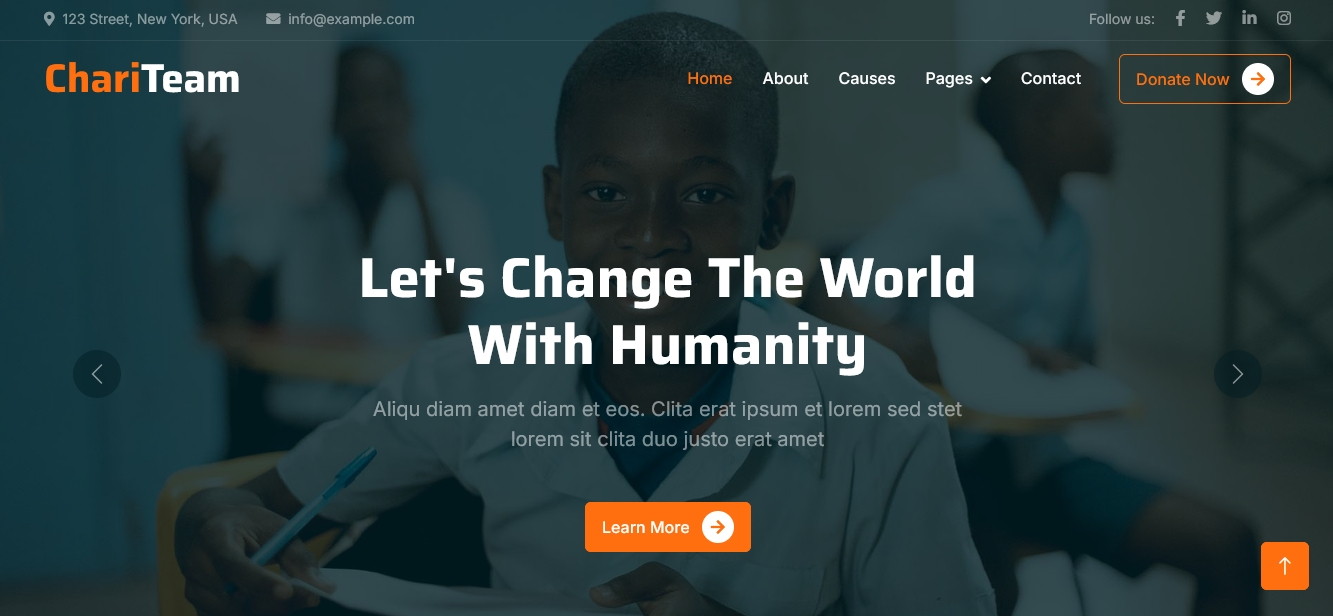 123 Street, New York, USA
info@example.com
Follow us:
ChariTeam
Home
About
Causes
Pages
Contact
Donate Now
Let's Change The World
With Humanity
Aliqu diam amet diam et eos. Clita erat ipsum et lorem sed stet
lorem sit clita duo justo erat amet
Learn More